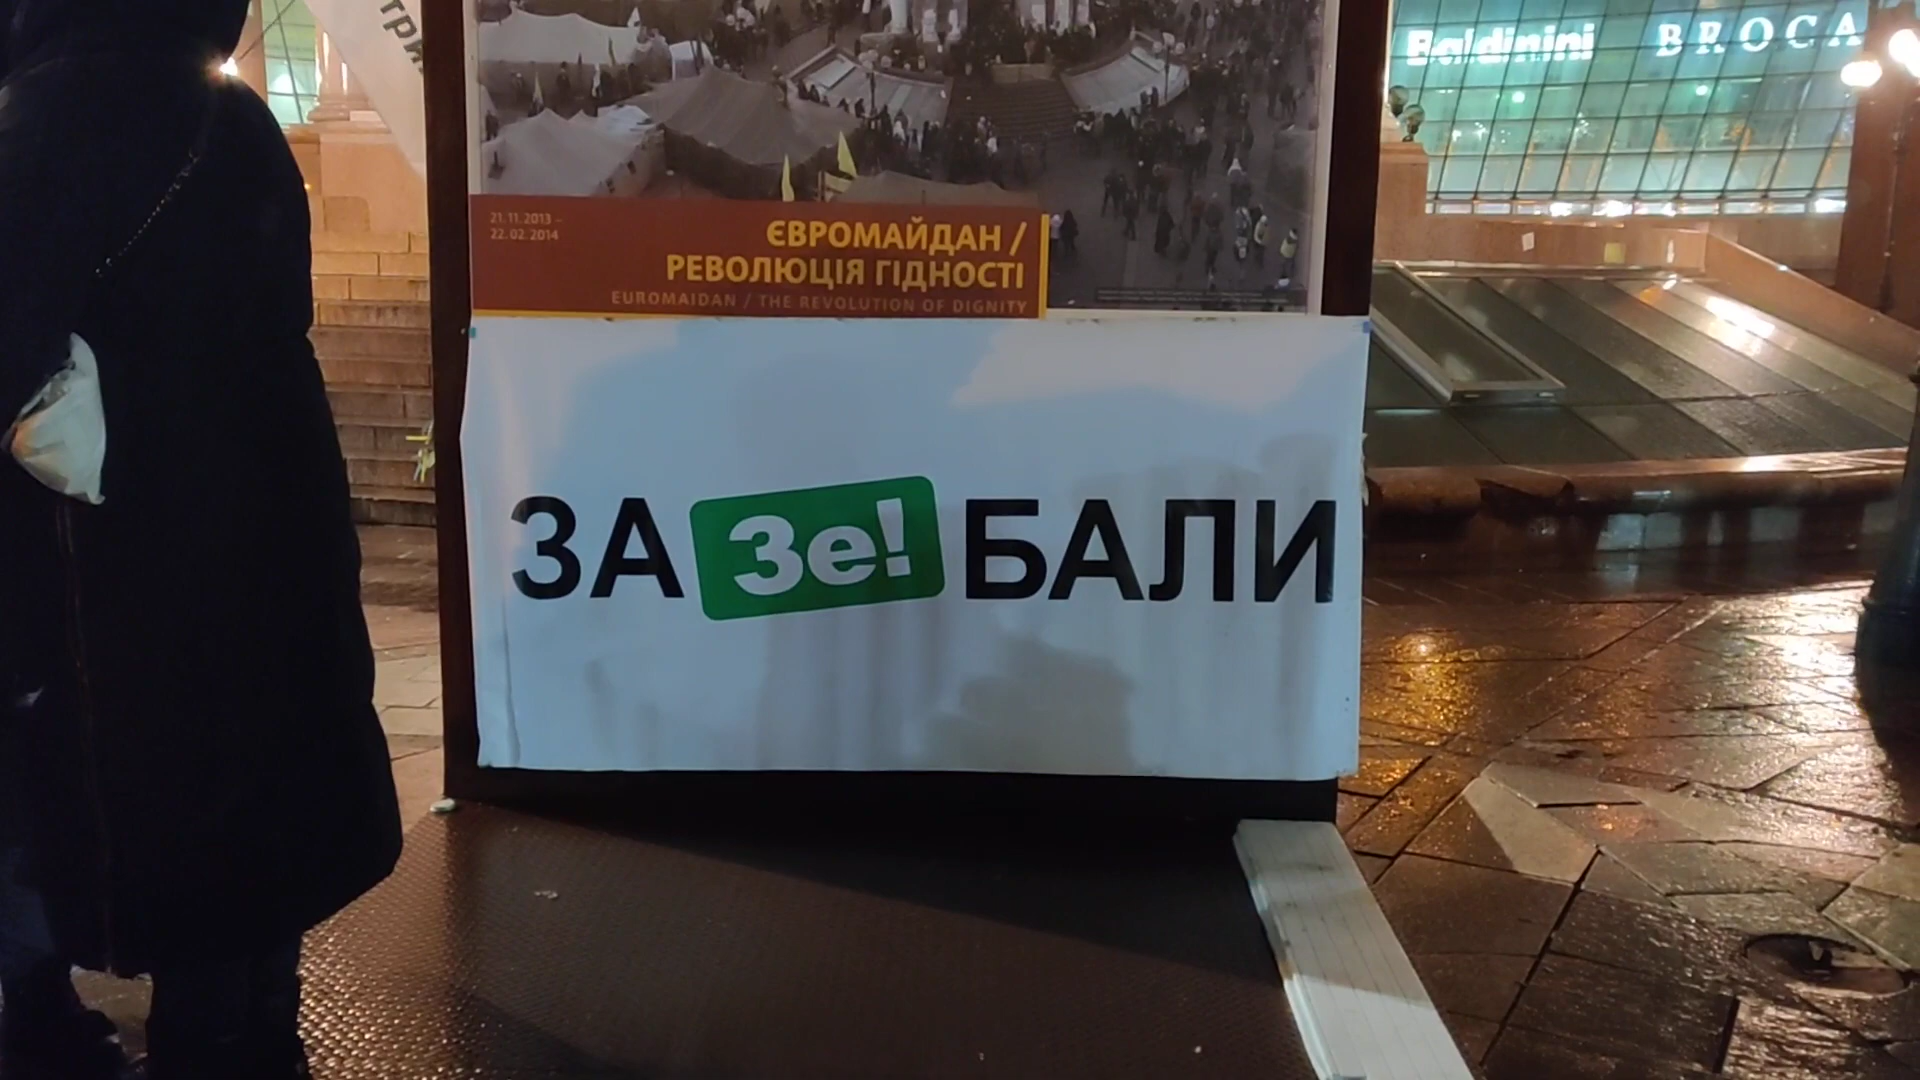 три
Baldinini
BROCA
21.11.2013 –
22.02.2014
ЄВРОМАЙДАН /
РЕВОЛЮЦІЯ ГІДНОСТІ
EUROMAIDAN / THE REVOLUTION OF DIGNITY
ЗА Зе! БАЛИ